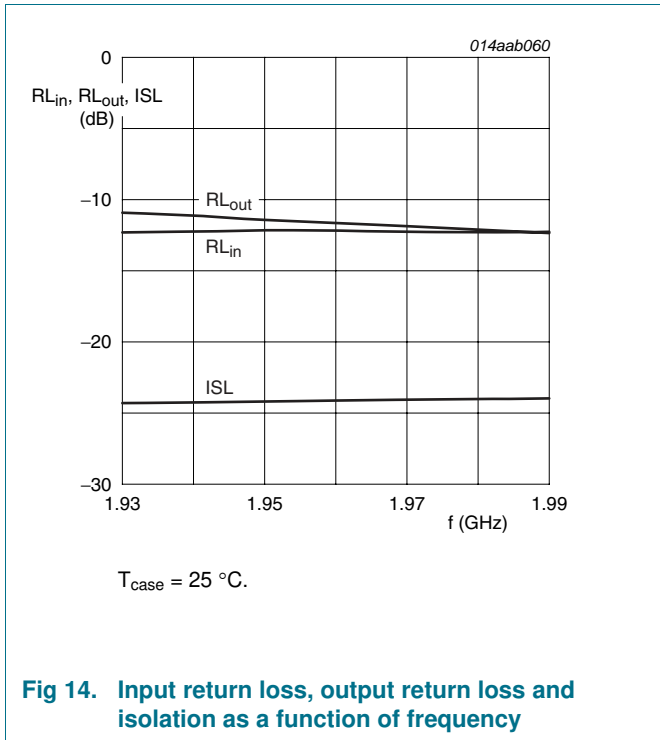 014aab060
0
RLin, RLout, ISL
(dB)
−10
RLout
RLin
−20
ISL
−30
1.93
1.95
1.97
1.99
f (GHz)
Tcase = 25 °C.
Fig 14. Input return loss, output return loss and
isolation as a function of frequency